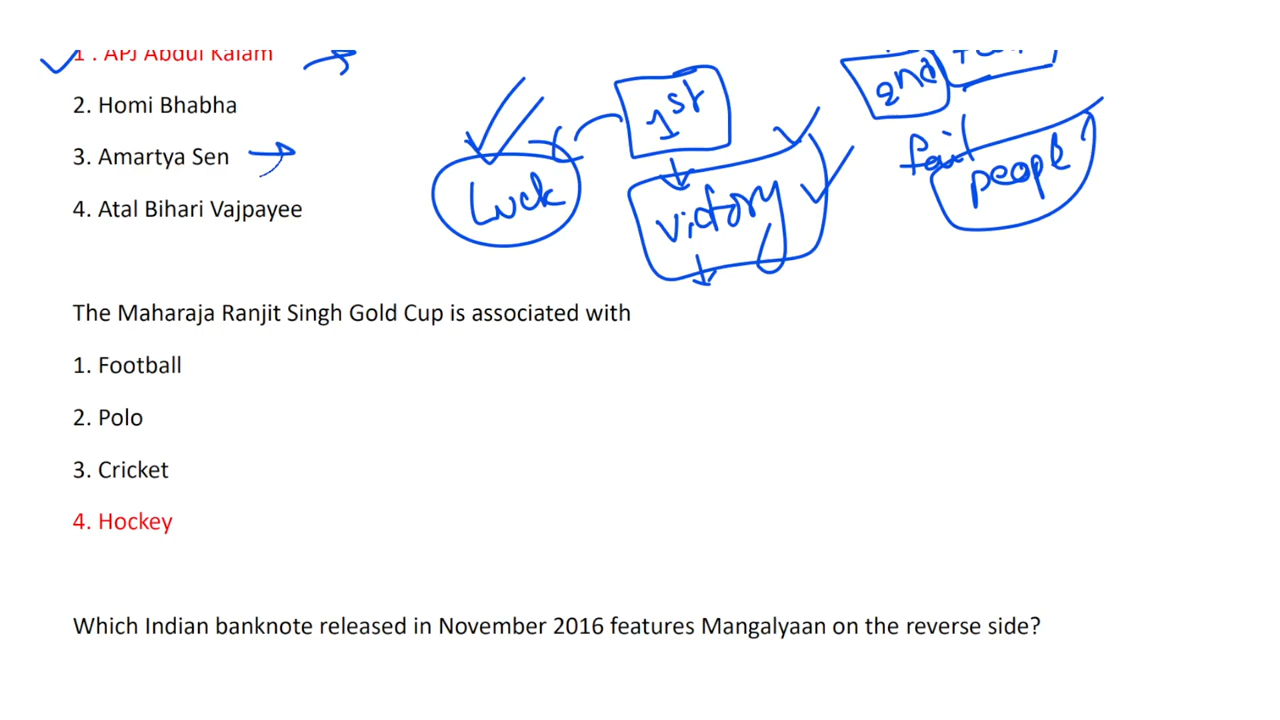 1 . APJ Abdul Kalam
2. Homi Bhabha
3. Amartya Sen
4. Atal Bihari Vajpayee
Luck
1st
victory
2nd
fail
people
The Maharaja Ranjit Singh Gold Cup is associated with
1. Football
2. Polo
3. Cricket
4. Hockey
Which Indian banknote released in November 2016 features Mangalyaan on the reverse side?